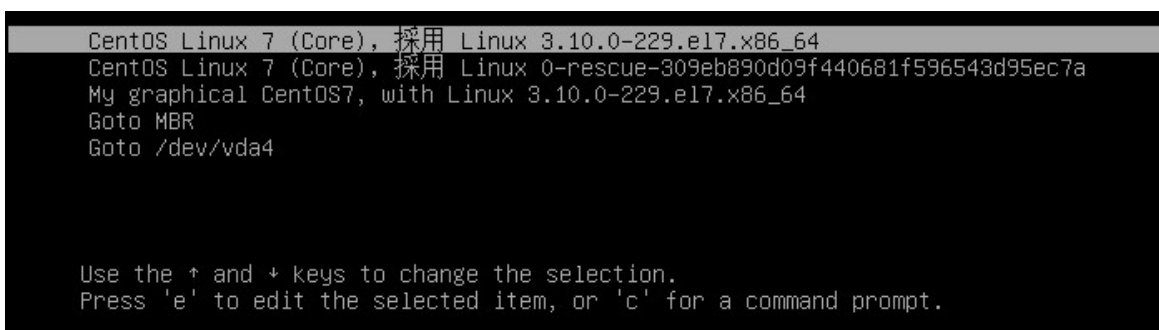 CentOS Linux 7 (Core), 採用 Linux 3.10.0-229.el7.x86_64
CentOS Linux 7 (Core), 採用 Linux 0-rescue-309eb890d09f440681f596543d95ec7a
My graphical CentOS7, with Linux 3.10.0-229.el7.x86_64
Goto MBR
Goto /dev/vda4
Use the ↑ and ↓ keys to change the selection.
Press 'e' to edit the selected item, or 'c' for a command prompt.